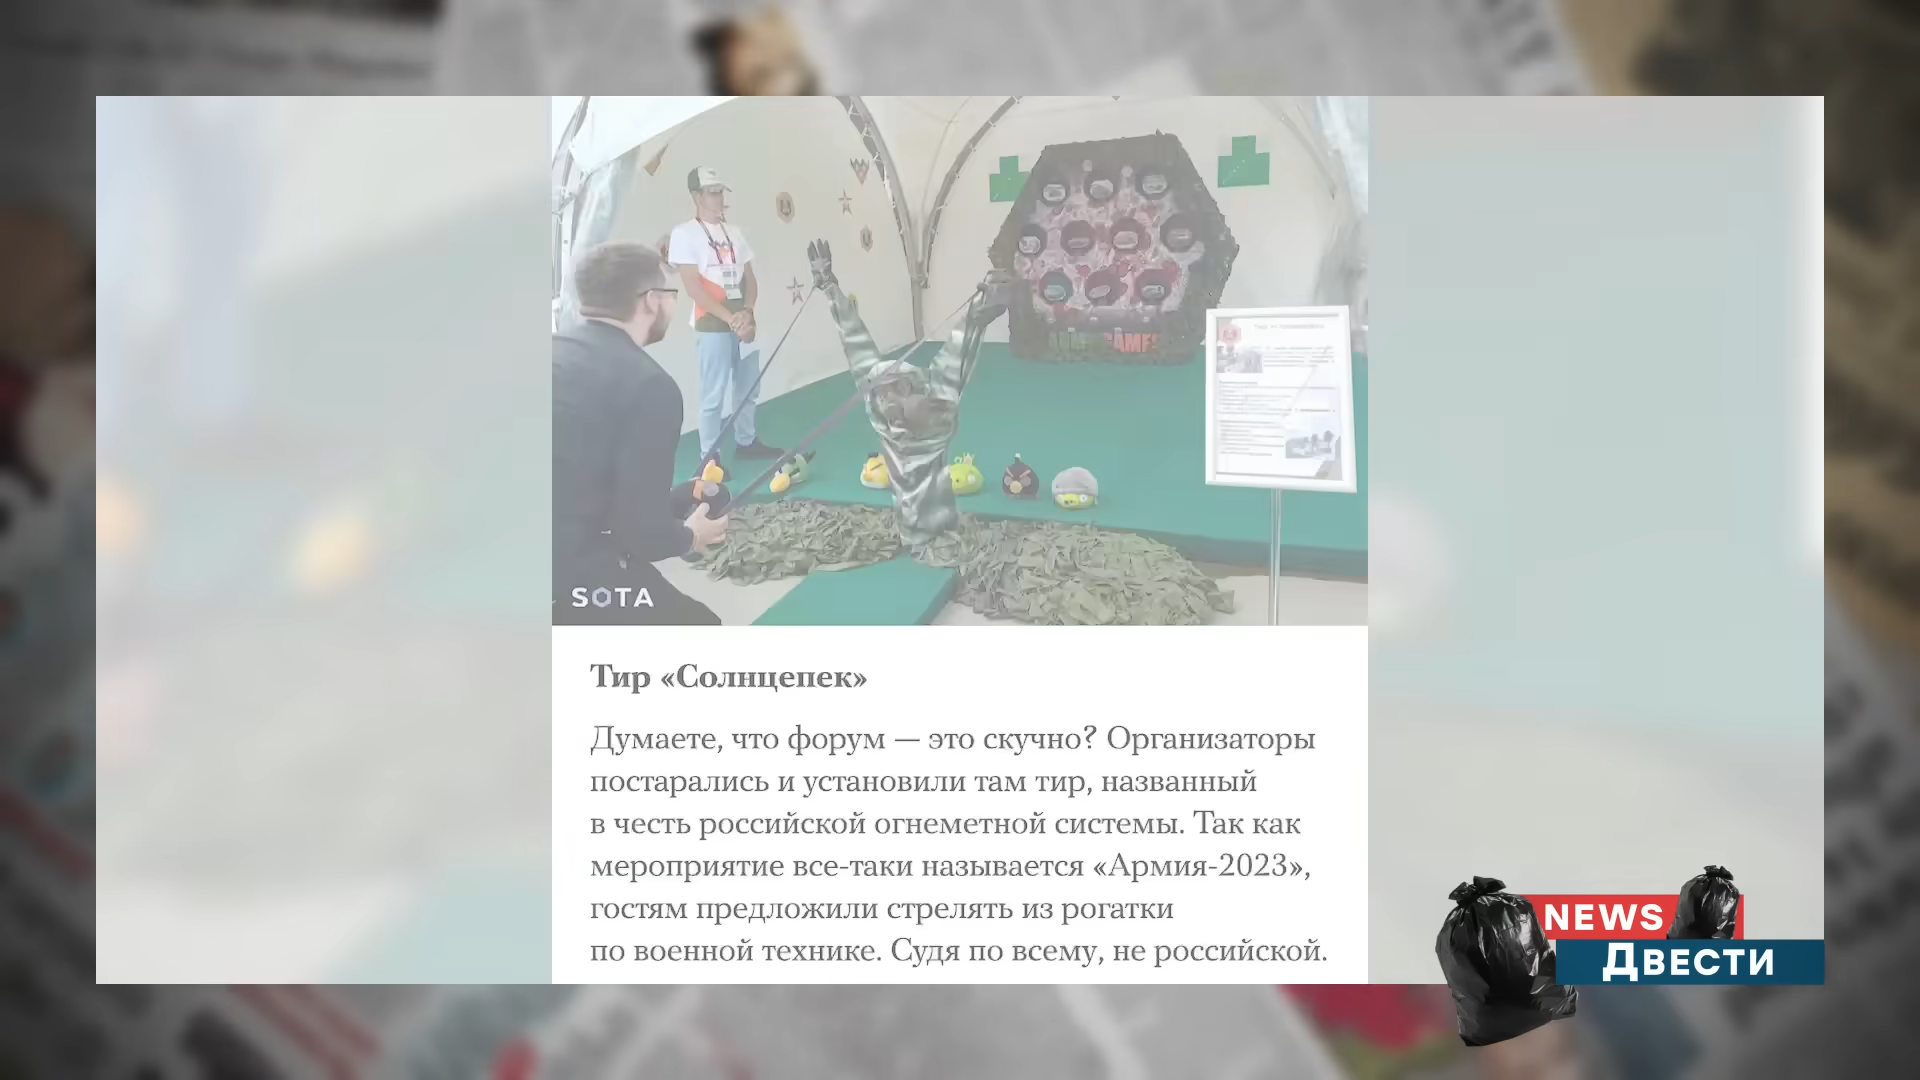 ARMY GAMES
SOTA
Тир «Солнцепек»
Думаете, что форум — это скучно? Организаторы
постарались и установили там тир, названный
в честь российской огнеметной системы. Так как
мероприятие все-таки называется «Армия-2023»,
гостям предложили стрелять из рогатки
по военной технике. Судя по всему, не российской.
NEWS
ДВЕСТИ